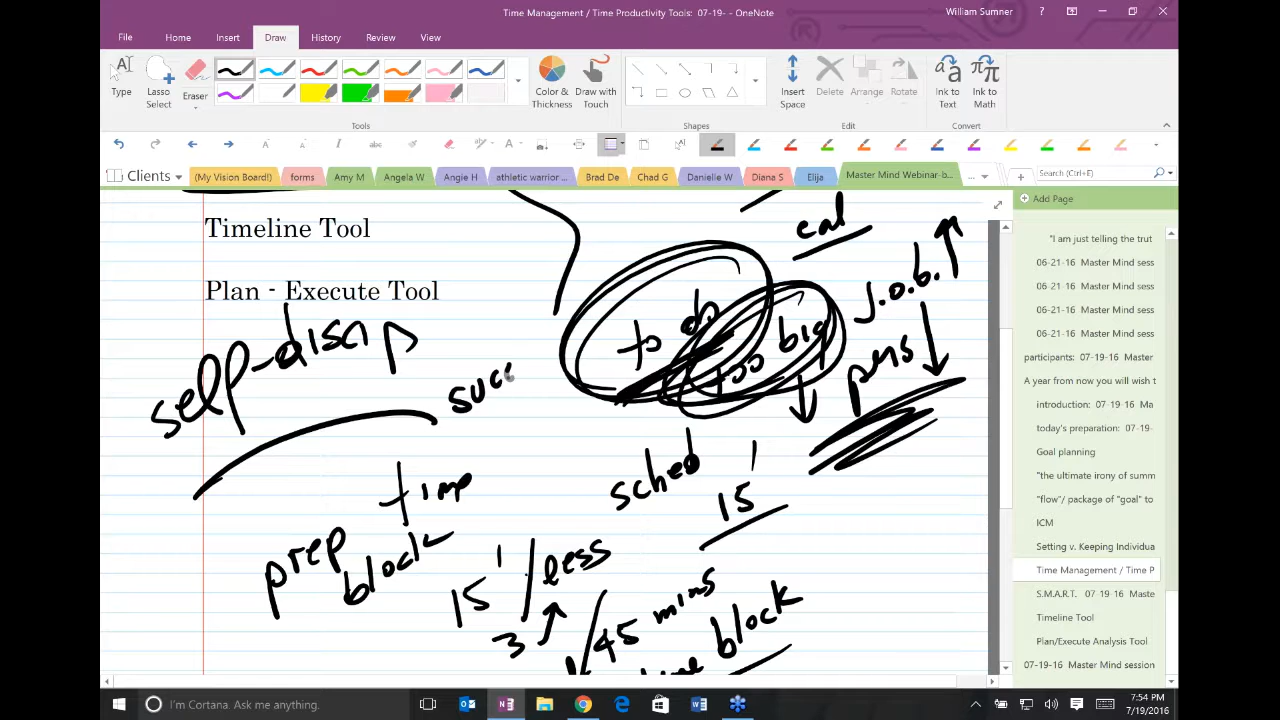 Time Management / Time Productivity Tools: 07-19- - OneNote
William Sumner
?
File Home Insert Draw History Review View
Type
Lasso Select
Eraser
Color & Thickness
Draw with Touch
Insert Space
Delete
Arrange
Rotate
Ink to Text
Ink to Math
Tools
Shapes
Edit
Convert
Clients
(My Vision Board!)
forms
Amy M
Angela W
Angie H
athletic warrior
Brad De
Chad G
Danielle W
Diana S
Elija
Master Mind Webinar-b...
...
Search (Ctrl+E)
Add Page
Timeline Tool
Plan - Execute Tool
cal
J.o.b.
to do
too big
pers
self-discip
succ
sched
15'
time
prep
block
15' / less
3
/45 mins
block
"I am just telling the trut
06-21-16 Master Mind sess
06-21-16 Master Mind sess
06-21-16 Master Mind sess
06-21-16 Master Mind sess
participants: 07-19-16 Master
A year from now you will wish t
introduction: 07-19-16 Ma
today's preparation: 07-19-
Goal planning
"the ultimate irony of summ
"flow"/ package of "goal" to
ICM
Setting v. Keeping Individua
Time Management / Time P
S.M.A.R.T. 07 19-16 Maste
Timeline Tool
Plan/Execute Analysis Tool
07-19-16 Master Mind session
I'm Cortana. Ask me anything.
7:54 PM
7/19/2016